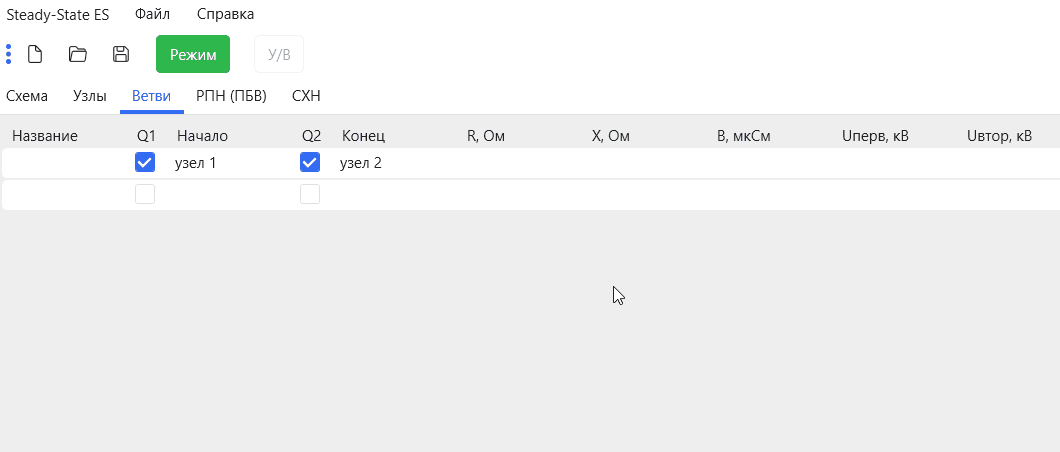 Steady-State ES Файл Справка
Режим У/В
Схема Узлы Ветви РПН (ПБВ) СХН
Название Q1 Начало Q2 Конец R, Ом X, Ом B, мкСм Uперв, кВ Uвтор, кВ
узел 1 узел 2